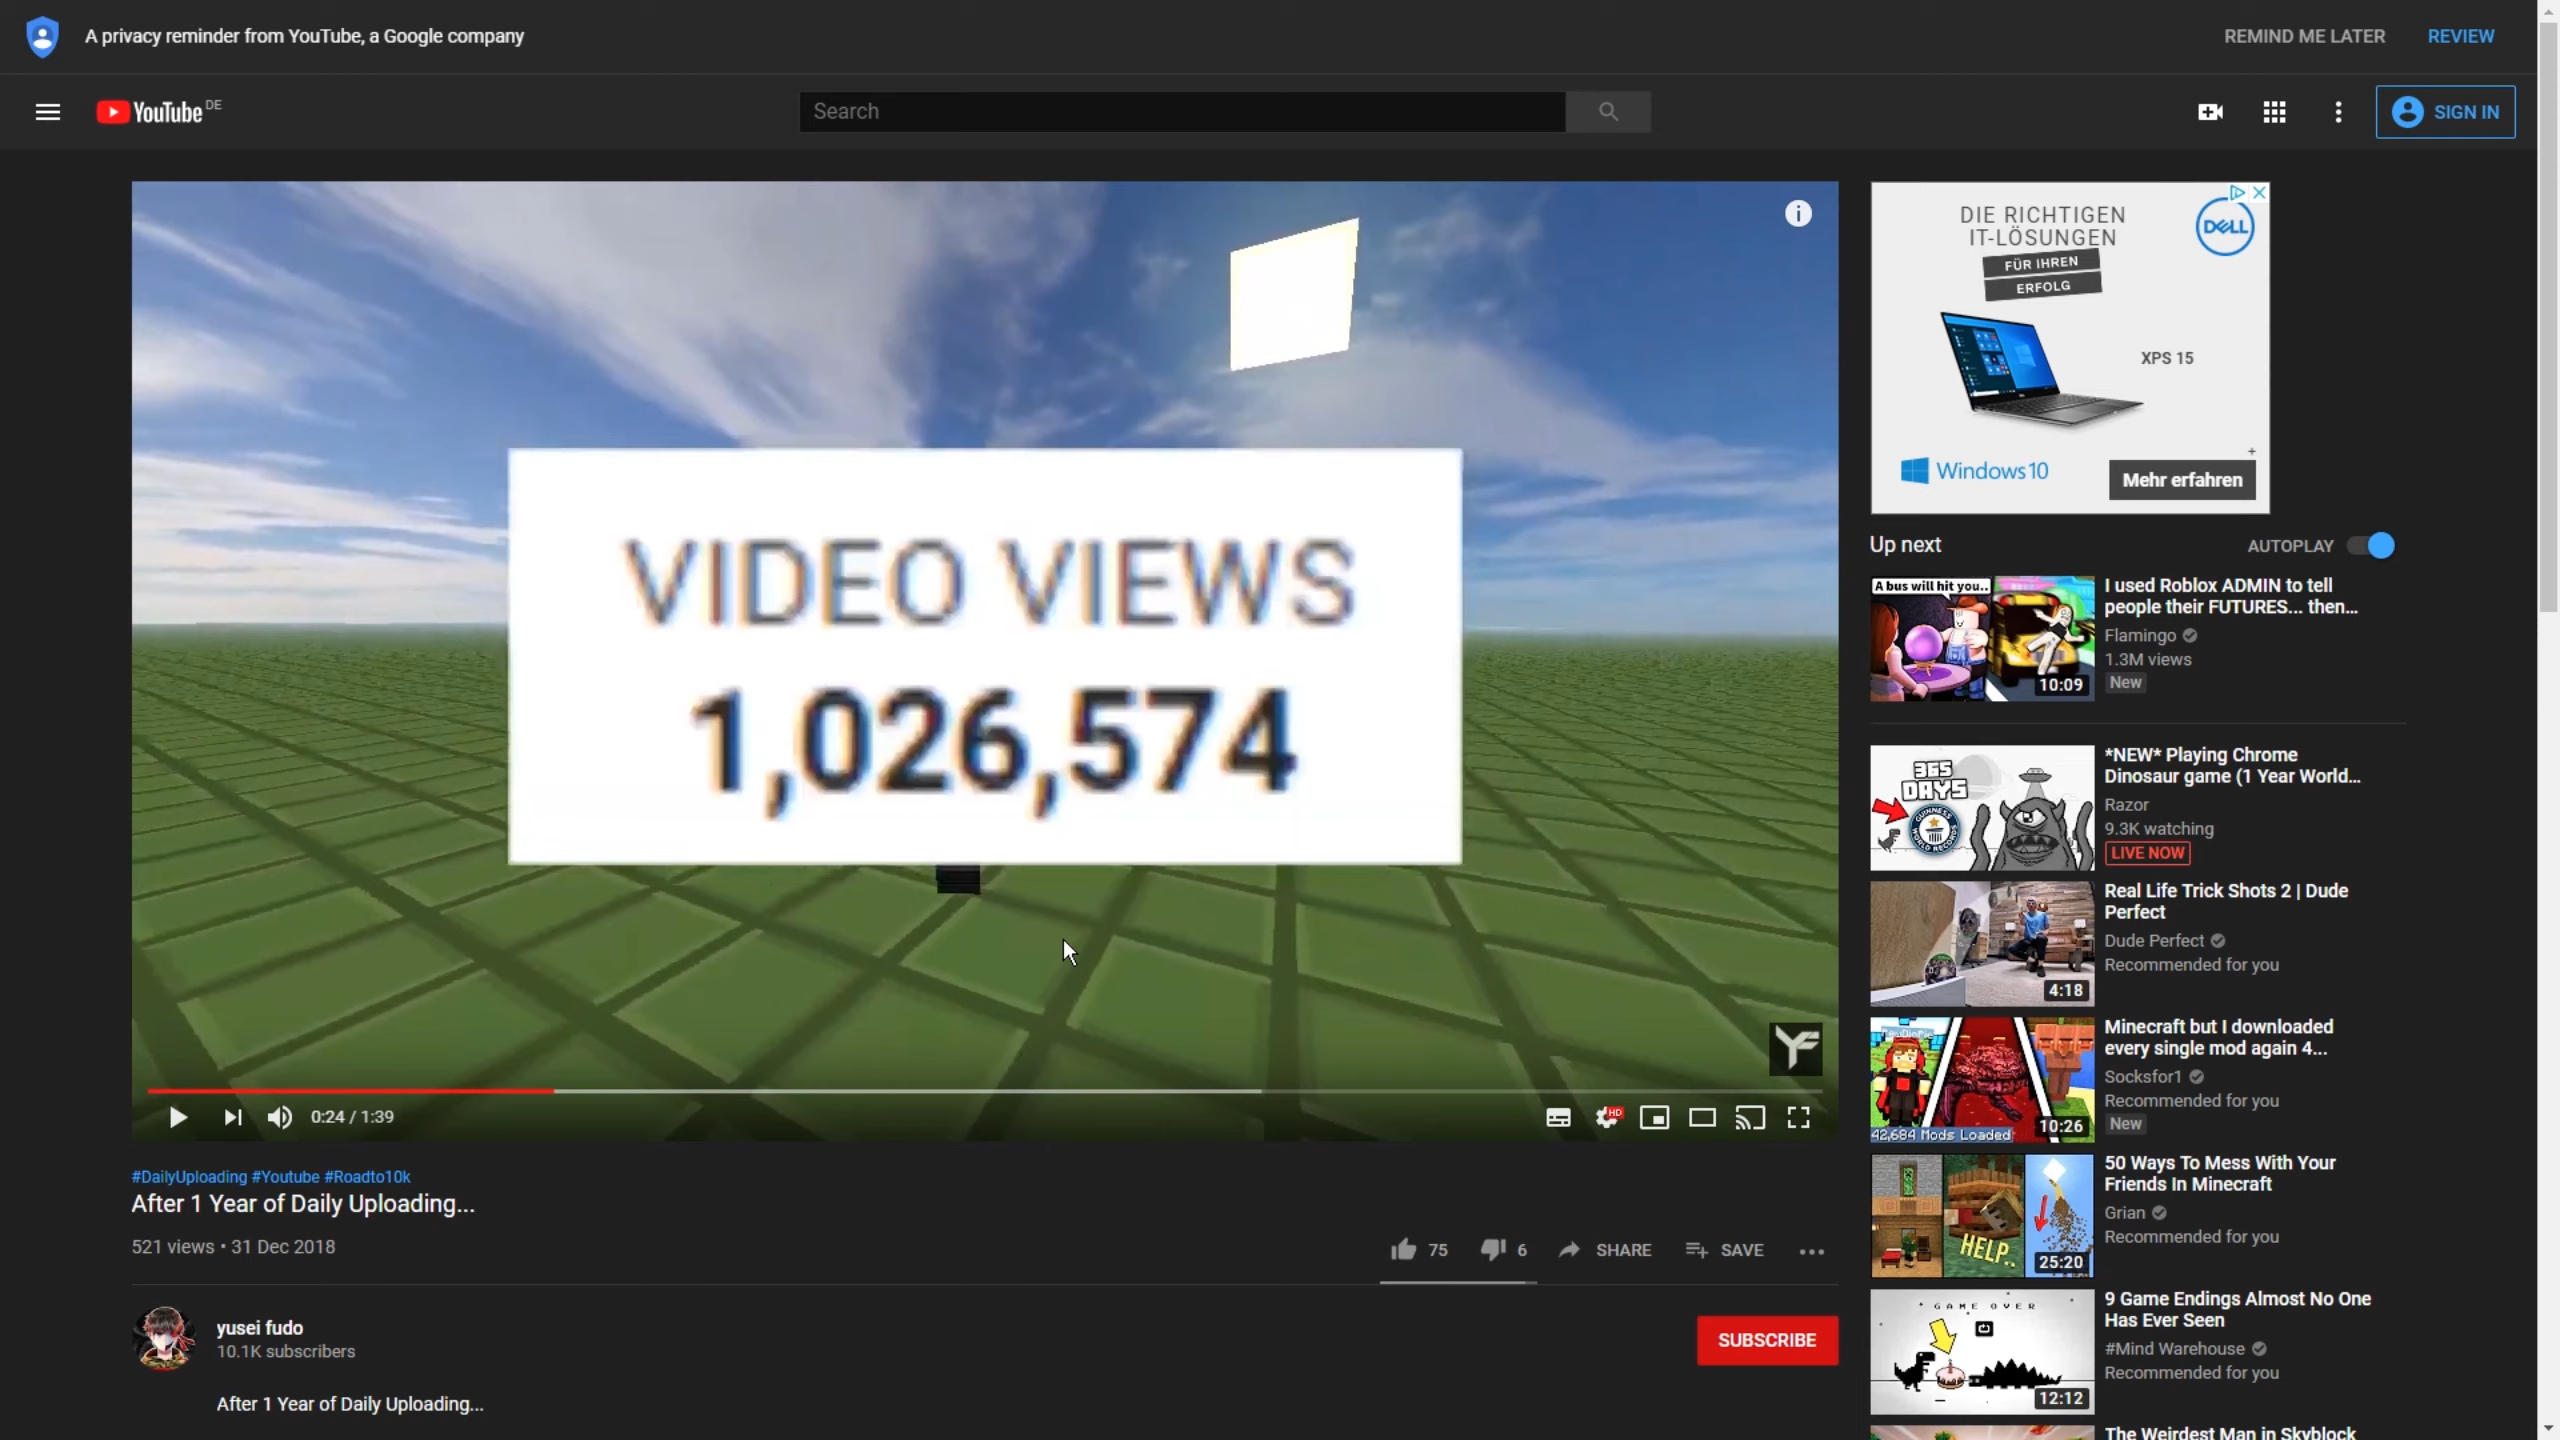 A privacy reminder from YouTube, a Google company
REMIND ME LATER
REVIEW
YouTube DE
Search
SIGN IN
VIDEO VIEWS
1,026,574
YF
0:24 / 1:39
HD
#DailyUploading #Youtube #Roadto10k
After 1 Year of Daily Uploading...
521 views • 31 Dec 2018
75
6
SHARE
SAVE
yusei fudo
10.1K subscribers
SUBSCRIBE
After 1 Year of Daily Uploading...
DIE RICHTIGEN
IT-LÖSUNGEN
FÜR IHREN
ERFOLG
DELL
XPS 15
Windows 10
Mehr erfahren
Up next
AUTOPLAY
A bus will hit you..
10:09
I used Roblox ADMIN to tell
people their FUTURES... then...
Flamingo
1.3M views
New
365
DAYS
*NEW* Playing Chrome
Dinosaur game (1 Year World...
Razor
9.3K watching
LIVE NOW
4:18
Real Life Trick Shots 2 | Dude
Perfect
Dude Perfect
Recommended for you
42,684 Mods Loaded
10:26
Minecraft but I downloaded
every single mod again 4...
Socksfor1
Recommended for you
New
HELP..
25:20
50 Ways To Mess With Your
Friends In Minecraft
Grian
Recommended for you
GAME OVER
12:12
9 Game Endings Almost No One
Has Ever Seen
#Mind Warehouse
Recommended for you
The Weirdest Man in Skyblock